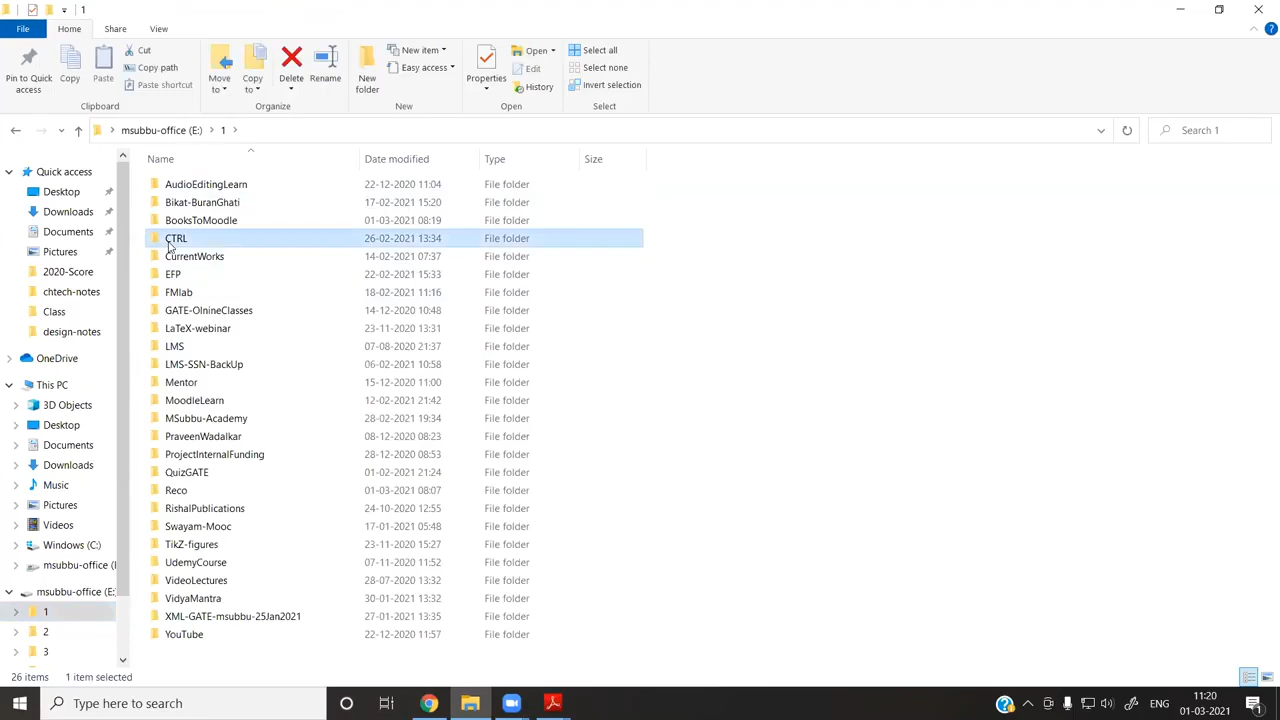 1
File
Home
Share
View
Pin to Quick access
Copy
Paste
Cut
Copy path
Paste shortcut
Clipboard
Move to
Copy to
Delete
Rename
Organize
New folder
New item
Easy access
New
Properties
Open
Edit
History
Open
Select all
Select none
Invert selection
Select
msubbu-office (E:)
1
Search 1
Quick access
Desktop
Downloads
Documents
Pictures
2020-Score
chtech-notes
Class
design-notes
OneDrive
This PC
3D Objects
Desktop
Documents
Downloads
Music
Pictures
Videos
Windows (C:)
msubbu-office (
msubbu-office (E:
1
2
3
Name Date modified Type Size
AudioEditingLearn 22-12-2020 11:04 File folder
Bikat-BuranGhati 17-02-2021 15:20 File folder
BooksToMoodle 01-03-2021 08:19 File folder
CTRL 26-02-2021 13:34 File folder
CurrentWorks 14-02-2021 07:37 File folder
EFP 22-02-2021 15:33 File folder
FMlab 18-02-2021 11:16 File folder
GATE-OlnineClasses 14-12-2020 10:48 File folder
LaTeX-webinar 23-11-2020 13:31 File folder
LMS 07-08-2020 21:37 File folder
LMS-SSN-BackUp 06-02-2021 10:58 File folder
Mentor 15-12-2020 11:00 File folder
MoodleLearn 12-02-2021 21:42 File folder
MSubbu-Academy 28-02-2021 19:34 File folder
PraveenWadalkar 08-12-2020 08:23 File folder
ProjectInternalFunding 28-12-2020 08:53 File folder
QuizGATE 01-02-2021 21:24 File folder
Reco 01-03-2021 08:07 File folder
RishalPublications 24-10-2020 12:55 File folder
Swayam-Mooc 17-01-2021 05:48 File folder
TikZ-figures 23-11-2020 15:27 File folder
UdemyCourse 07-11-2020 11:52 File folder
VideoLectures 28-07-2020 13:32 File folder
VidyaMantra 30-01-2021 13:32 File folder
XML-GATE-msubbu-25Jan2021 27-01-2021 13:35 File folder
YouTube 22-12-2020 11:57 File folder
26 items
1 item selected
Type here to search
ENG
11:20
01-03-2021
1